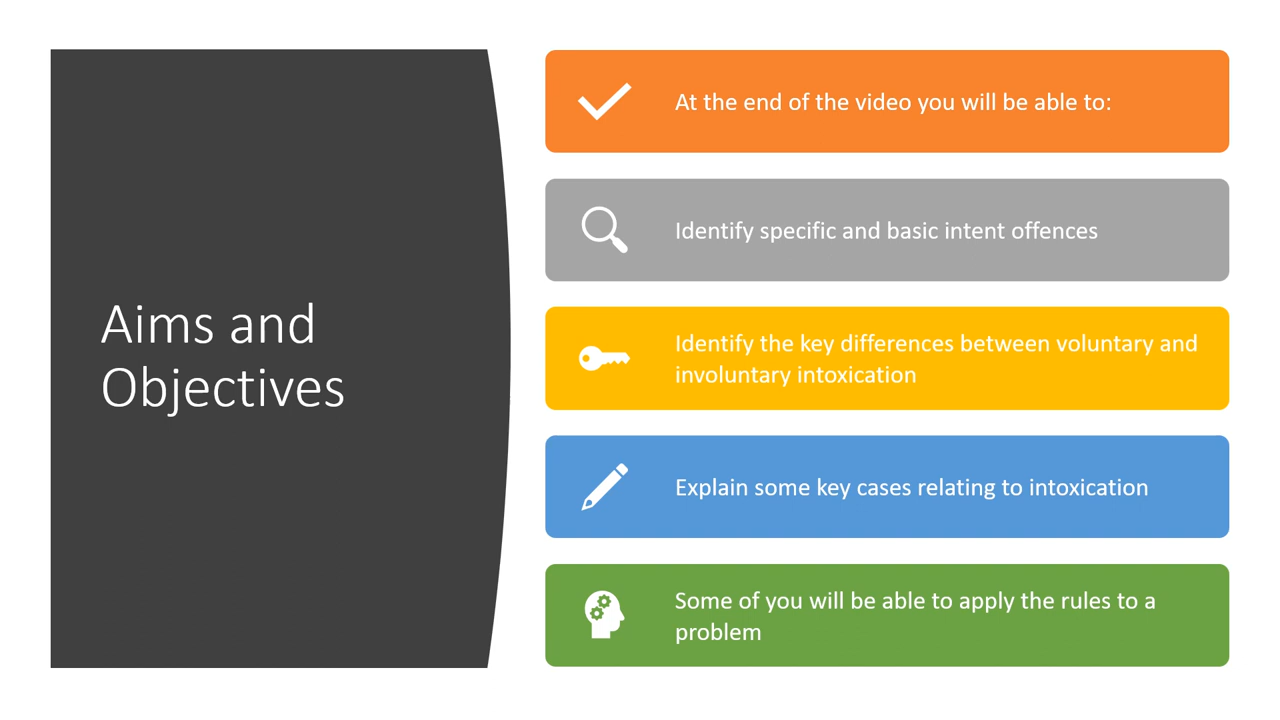 Aims and
Objectives
At the end of the video you will be able to:
Identify specific and basic intent offences
Identify the key differences between voluntary and
involuntary intoxication
Explain some key cases relating to intoxication
Some of you will be able to apply the rules to a
problem